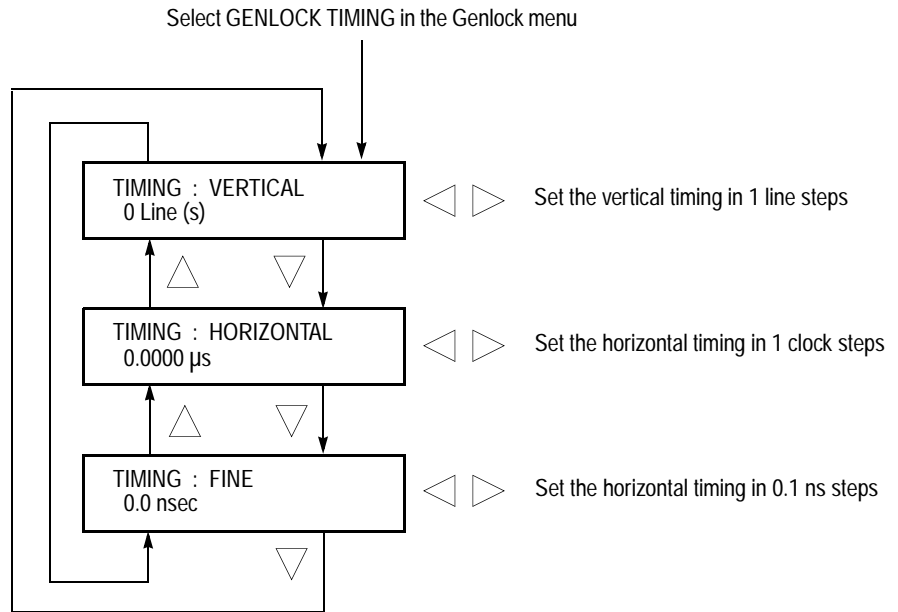 Select GENLOCK TIMING in the Genlock menu
TIMING : VERTICAL
0 Line (s)
Set the vertical timing in 1 line steps
TIMING : HORIZONTAL
0.0000 µs
Set the horizontal timing in 1 clock steps
TIMING : FINE
0.0 nsec
Set the horizontal timing in 0.1 ns steps